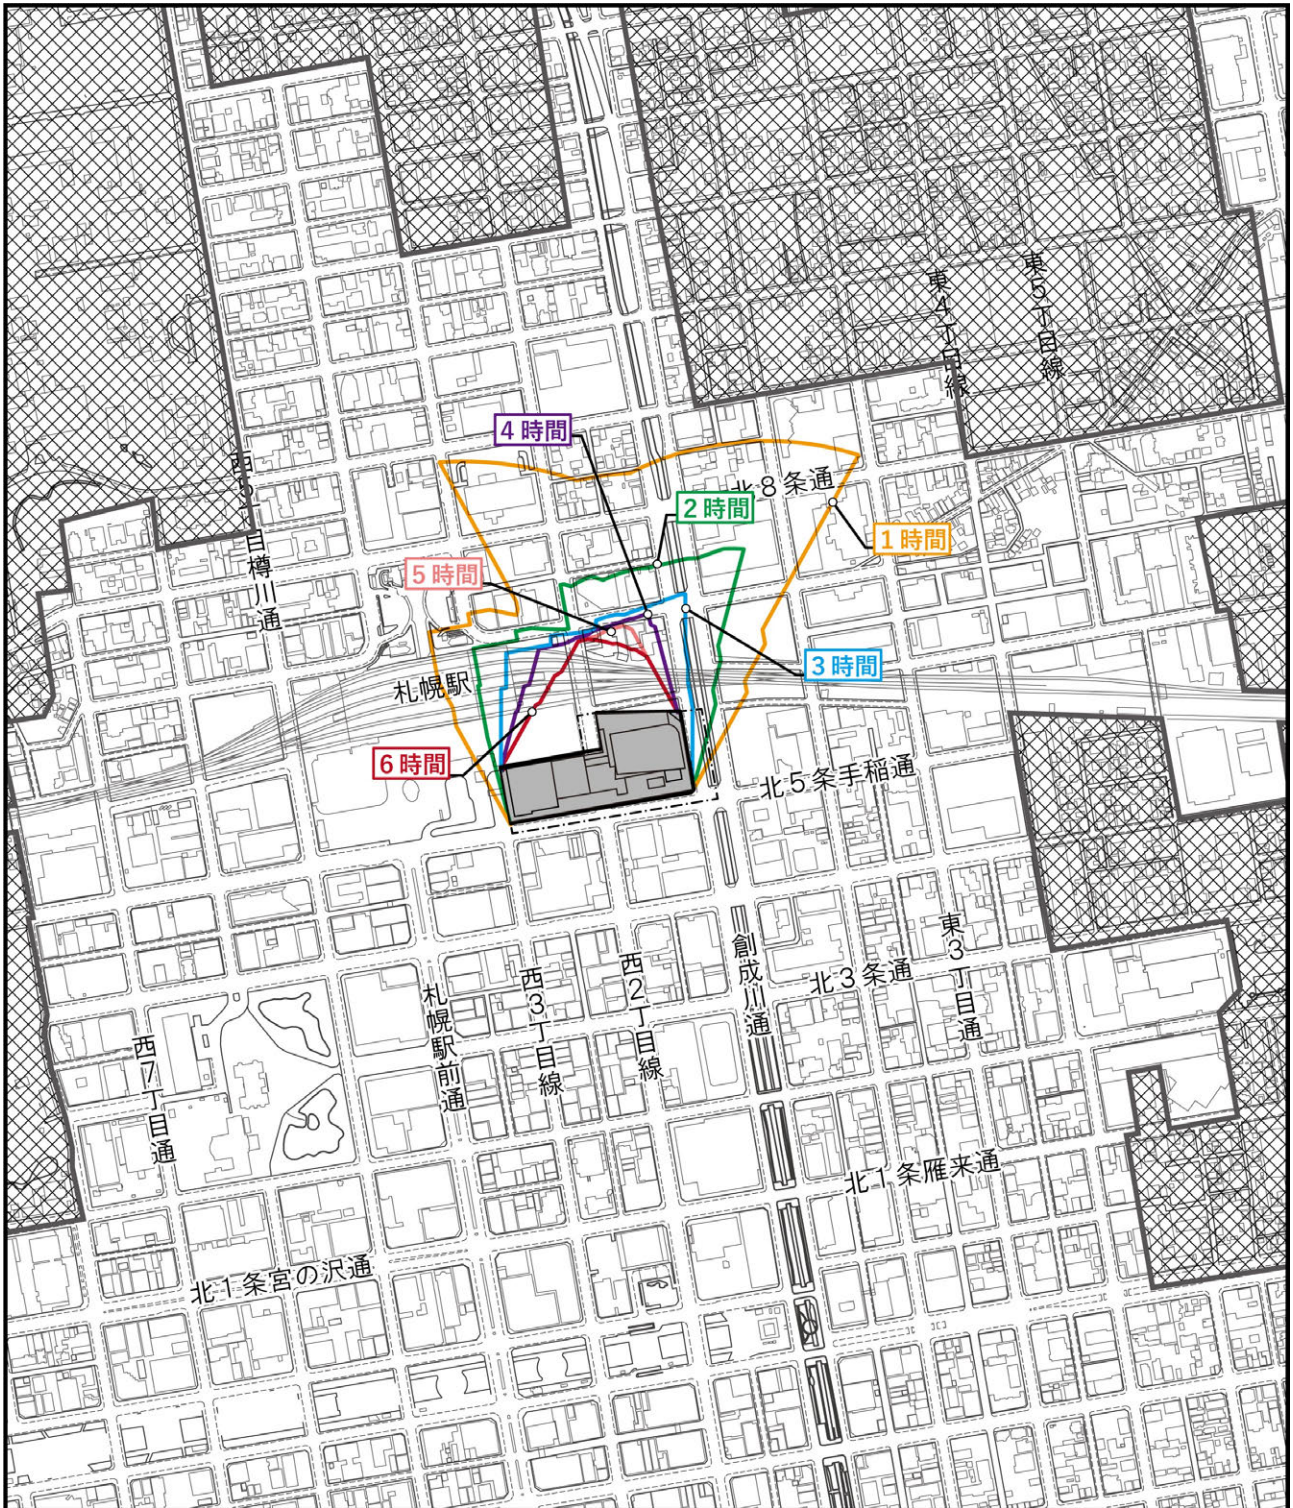 東5丁目線
東4丁目線
4時間
北8条通
2時間
1時間
5時間
西5丁目樽川通
3時間
札幌駅
6時間
北5条手稲通
東3丁目通
創成川通
北3条通
西2丁目線
西3丁目線
札幌駅前通
西7丁目通
北1条雁来通
北1条宮の沢通